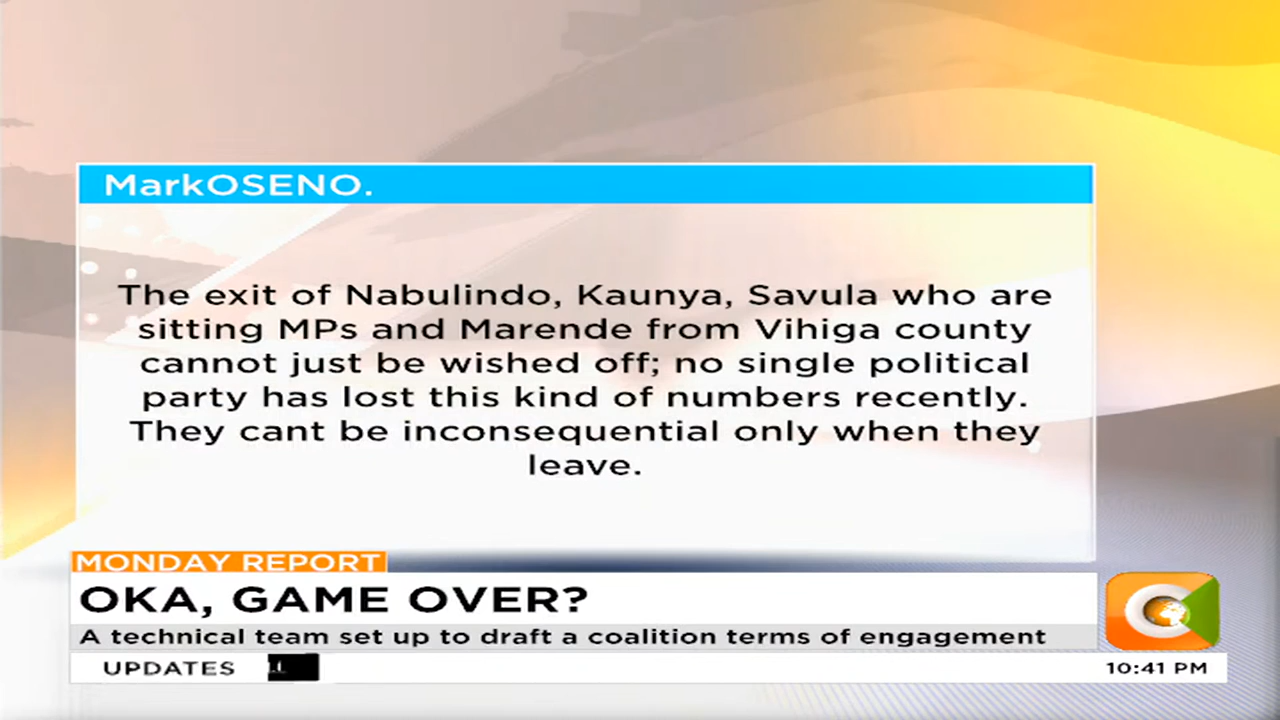 MarkOSENO.
The exit of Nabulindo, Kaunya, Savula who are
sitting MPs and Marende from Vihiga county
cannot just be wished off; no single political
party has lost this kind of numbers recently.
They cant be inconsequential only when they
leave.
MONDAY REPORT
OKA, GAME OVER?
A technical team set up to draft a coalition terms of engagement
UPDATES
10:41 PM